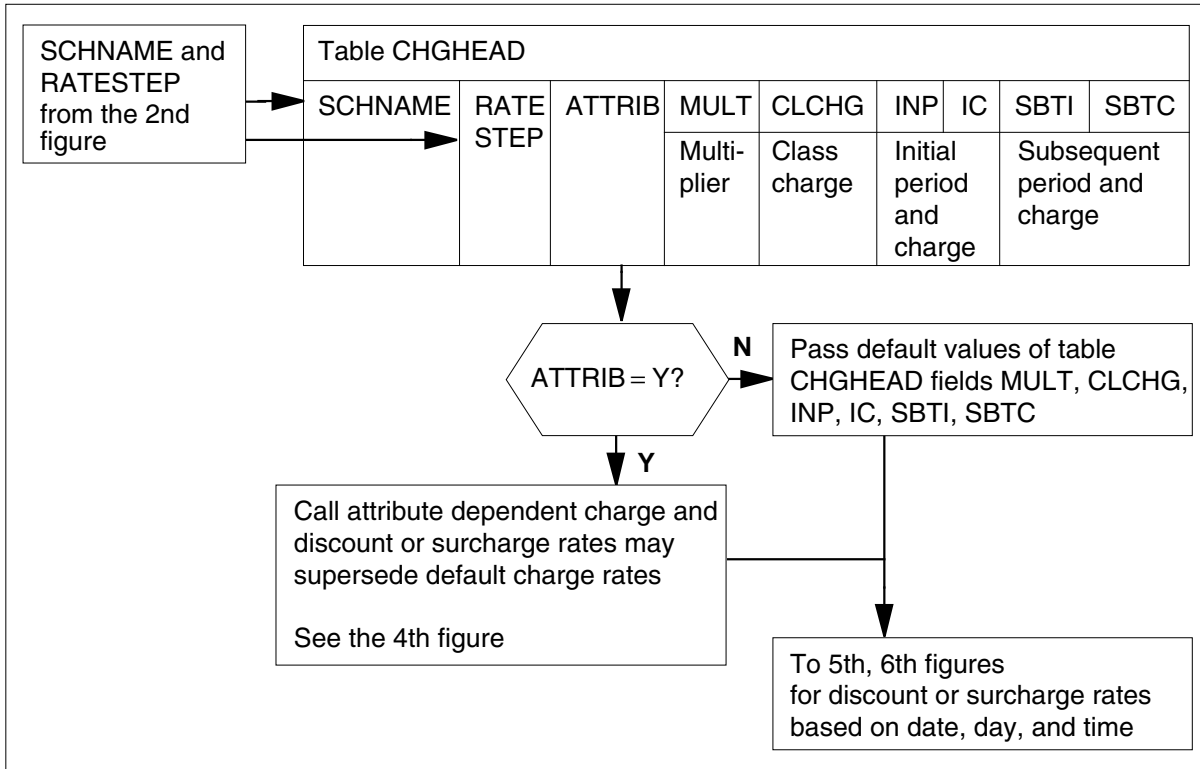 SCHNAME and
RATESTEP
from the 2nd
figure
Table CHGHEAD
SCHNAME
RATE
STEP
ATTRIB
MULT
CLCHG
INP
IC
SBTI
SBTC
Multi-
plier
Class
charge
Initial
period
and
charge
Subsequent
period and
charge
ATTRIB = Y?
N
Pass default values of table
CHGHEAD fields MULT, CLCHG,
INP, IC, SBTI, SBTC
Y
Call attribute dependent charge and
discount or surcharge rates may
supersede default charge rates
See the 4th figure
To 5th, 6th figures
for discount or surcharge rates
based on date, day, and time